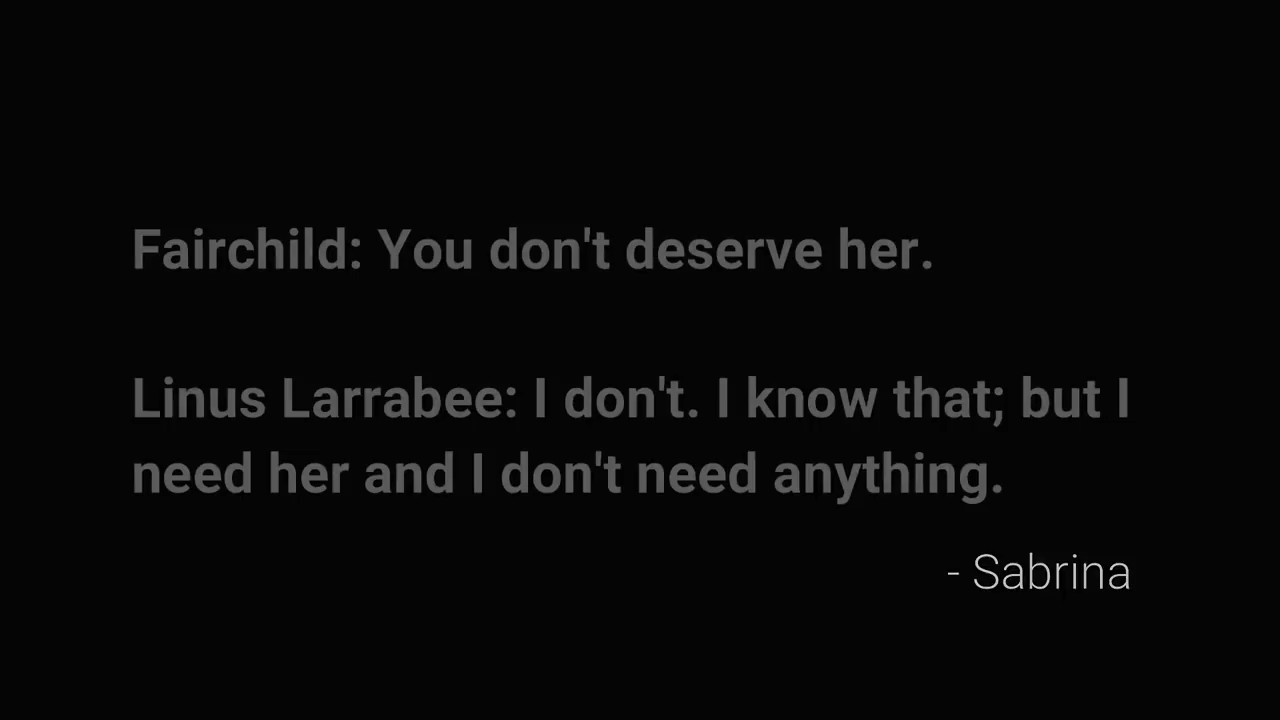 Fairchild: You don't deserve her.
Linus Larrabee: I don't. I know that; but I
need her and I don't need anything.
- Sabrina